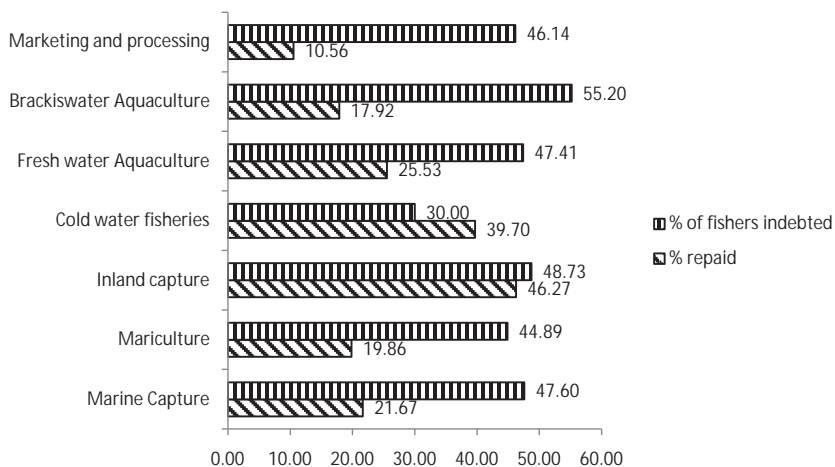 Marketing and processing
46.14
10.56
Brackiswater Aquaculture
55.20
17.92
Fresh water Aquaculture
47.41
25.53
Cold water fisheries
30.00
39.70
Inland capture
48.73
46.27
Mariculture
44.89
19.86
Marine Capture
47.60
21.67
0.00 10.00 20.00 30.00 40.00 50.00 60.00
% of fishers indebted
% repaid